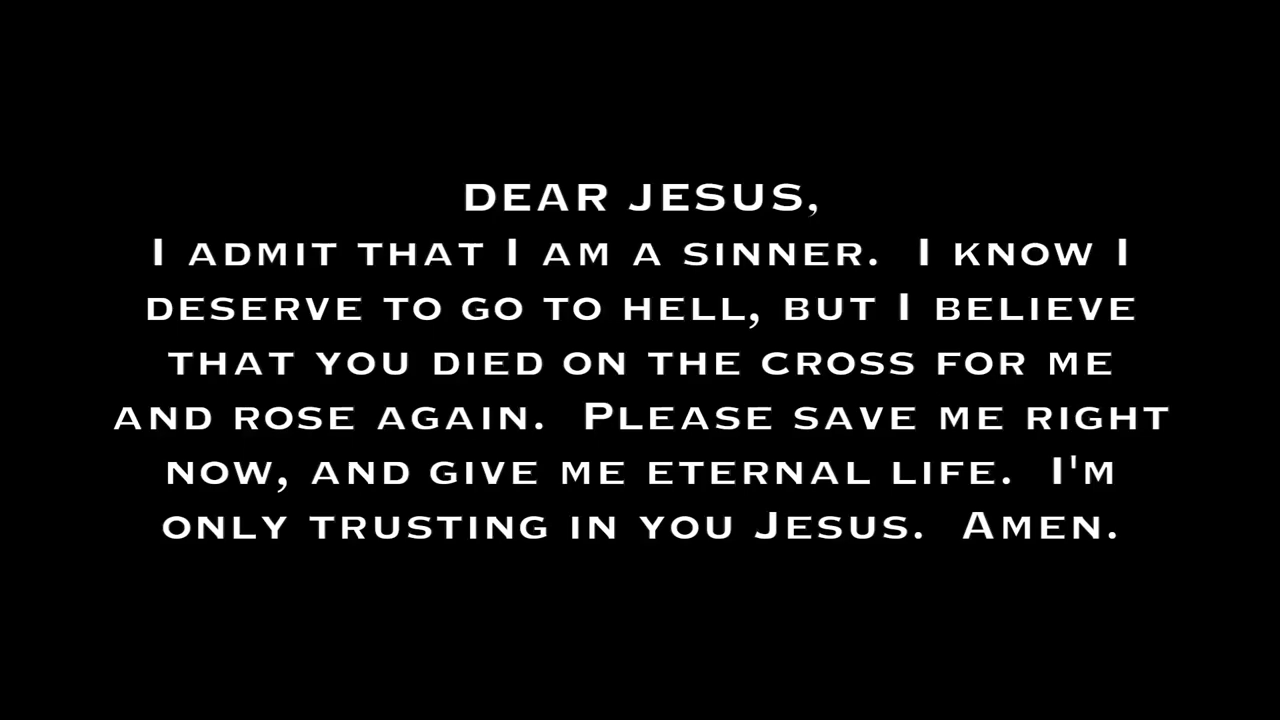 DEAR JESUS,
I ADMIT THAT I AM A SINNER.  I KNOW I
DESERVE TO GO TO HELL, BUT I BELIEVE
THAT YOU DIED ON THE CROSS FOR ME
AND ROSE AGAIN.  PLEASE SAVE ME RIGHT
NOW, AND GIVE ME ETERNAL LIFE.  I'M
ONLY TRUSTING IN YOU JESUS.  AMEN.